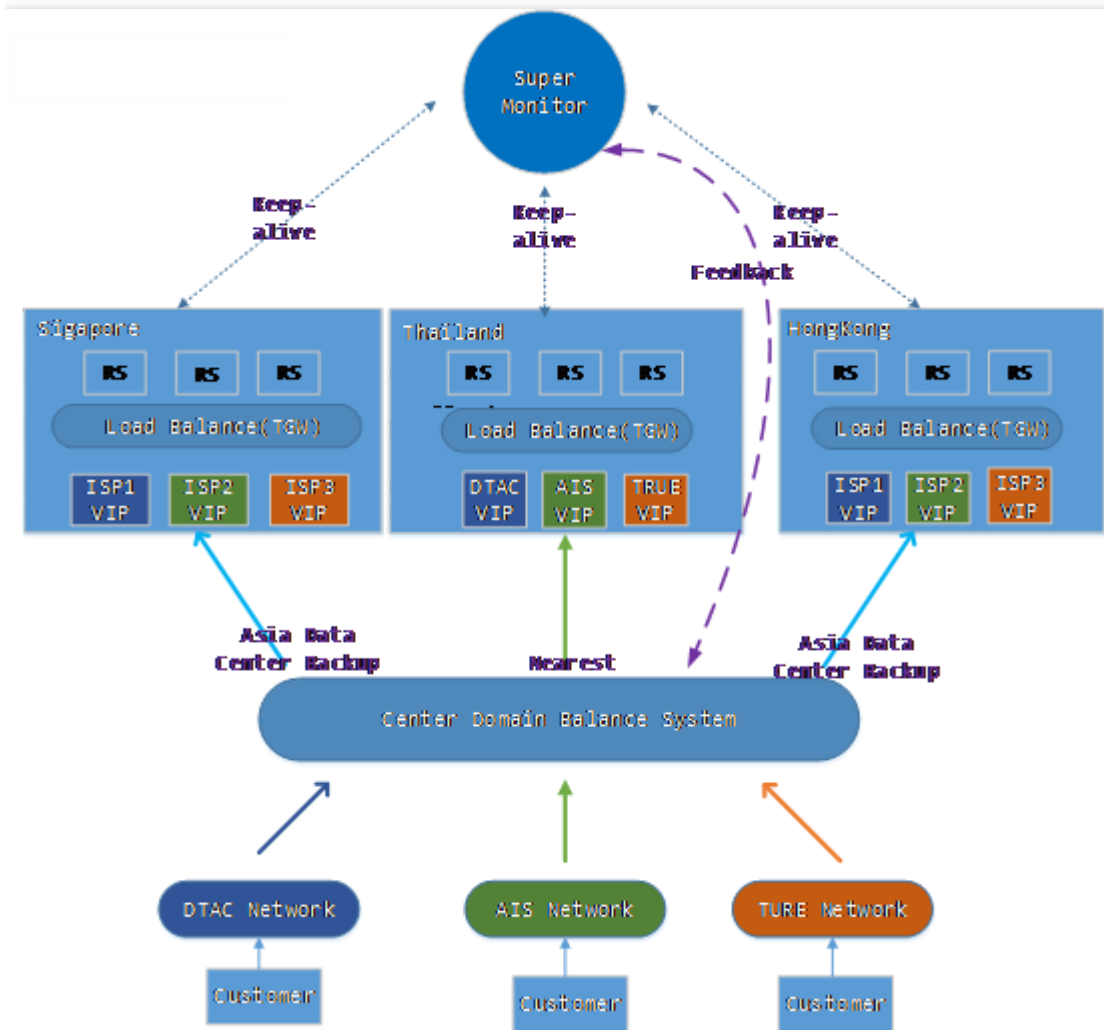 Super
Monitor
Keep-
alive
Keep-
alive
Keep-
alive
Feedback
Sigapore
RS RS RS
Load Balance(TGW)
ISP1
VIP
ISP2
VIP
ISP3
VIP
Thailand
RS RS RS
Load Balance(TGW)
DTAC
VIP
AIS
VIP
TRUE
VIP
HongKong
RS RS RS
Load Balance(TGW)
ISP1
VIP
ISP2
VIP
ISP3
VIP
Asia Data
Center Backup
Nearest
Asia Data
Center Backup
Center Domain Balance System
DTAC Network
AIS Network
TURE Network
Customer
Customer
Customer